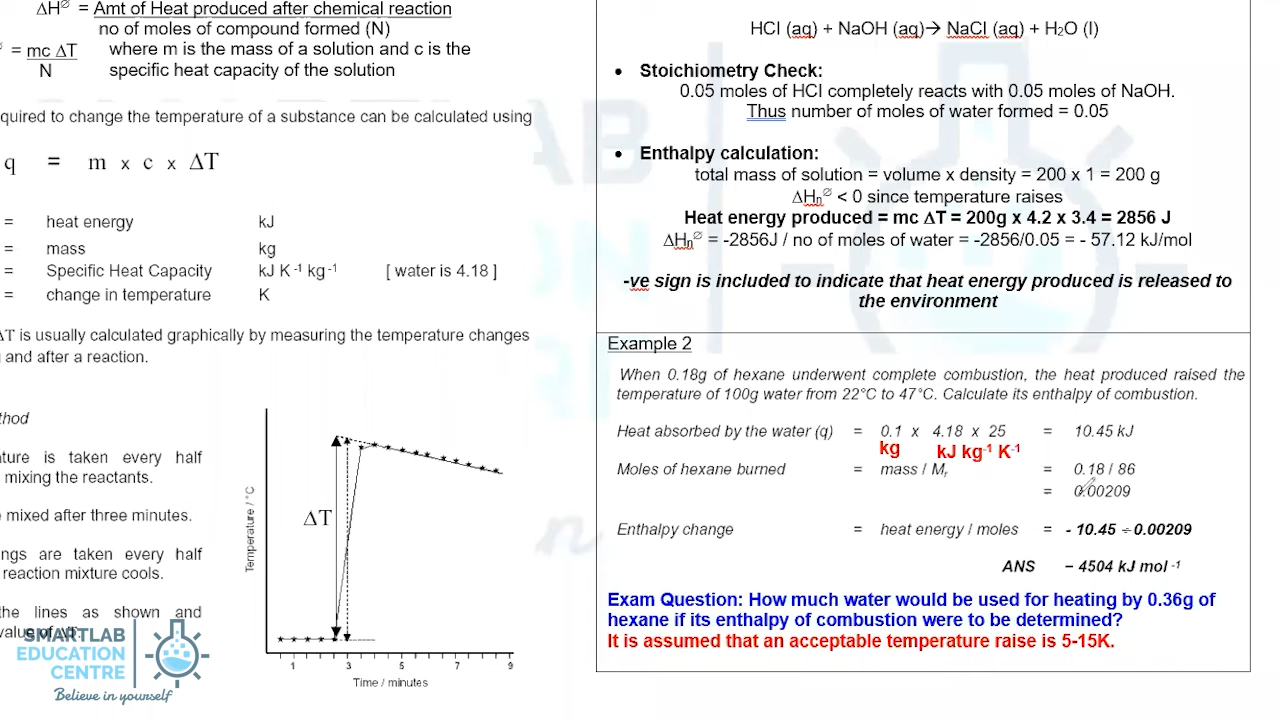 ΔH∅ = Amt of Heat produced after chemical reaction
no of moles of compound formed (N)
∅ = mc ΔT where m is the mass of a solution and c is the
N specific heat capacity of the solution
quired to change the temperature of a substance can be calculated using
q = m x c x ΔT
= heat energy kJ
= mass kg
= Specific Heat Capacity kJ K -1 kg -1 [ water is 4.18 ]
= change in temperature K
ΔT is usually calculated graphically by measuring the temperature changes
and after a reaction.
thod
ature is taken every half
mixing the reactants.
e mixed after three minutes.
ngs are taken every half
reaction mixture cools.
the lines as shown and
value of ΔT.
Temperature / °C
ΔT
1 3 5 7 9
Time / minutes
SMARTLAB
EDUCATION
CENTRE
Believe in yourself
HCl (aq) + NaOH (aq)→ NaCl (aq) + H2O (l)
• Stoichiometry Check:
0.05 moles of HCl completely reacts with 0.05 moles of NaOH.
Thus number of moles of water formed = 0.05
• Enthalpy calculation:
total mass of solution = volume x density = 200 x 1 = 200 g
ΔHn∅ < 0 since temperature raises
Heat energy produced = mc ΔT = 200g x 4.2 x 3.4 = 2856 J
ΔHn∅ = -2856J / no of moles of water = -2856/0.05 = - 57.12 kJ/mol
-ve sign is included to indicate that heat energy produced is released to
the environment
Example 2
When 0.18g of hexane underwent complete combustion, the heat produced raised the
temperature of 100g water from 22°C to 47°C. Calculate its enthalpy of combustion.
Heat absorbed by the water (q) = 0.1 x 4.18 x 25 = 10.45 kJ
kg kJ kg-1 K-1
Moles of hexane burned = mass / Mr = 0.18 / 86
= 0.00209
Enthalpy change = heat energy / moles = - 10.45 ÷ 0.00209
ANS – 4504 kJ mol -1
Exam Question: How much water would be used for heating by 0.36g of
hexane if its enthalpy of combustion were to be determined?
It is assumed that an acceptable temperature raise is 5-15K.